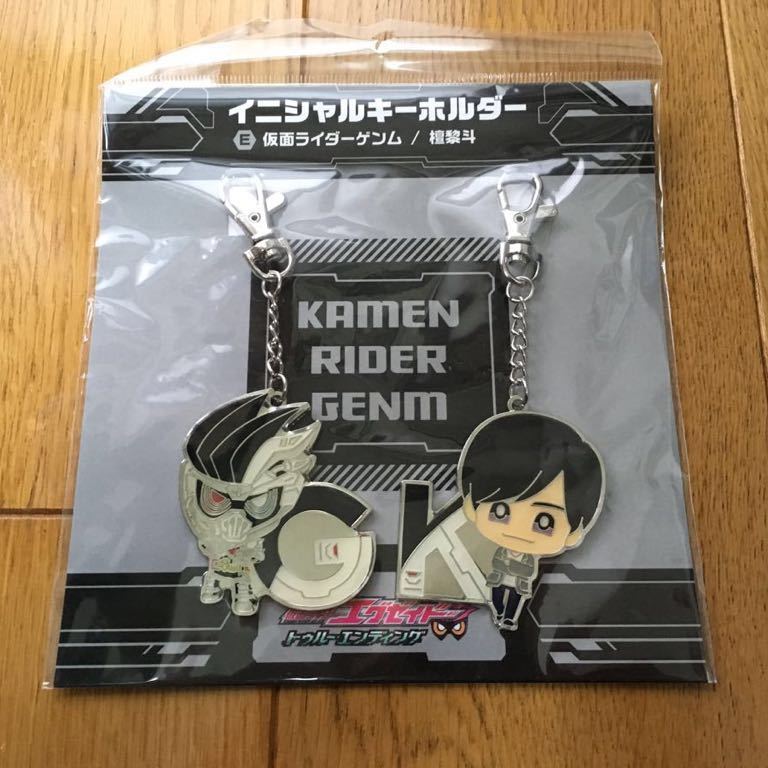 イニシャルキーホルダー
E 仮面ライダーゲンム / 檀黎斗
KAMEN
RIDER
GENM
G K
エグゼイド
トゥルーエンディング